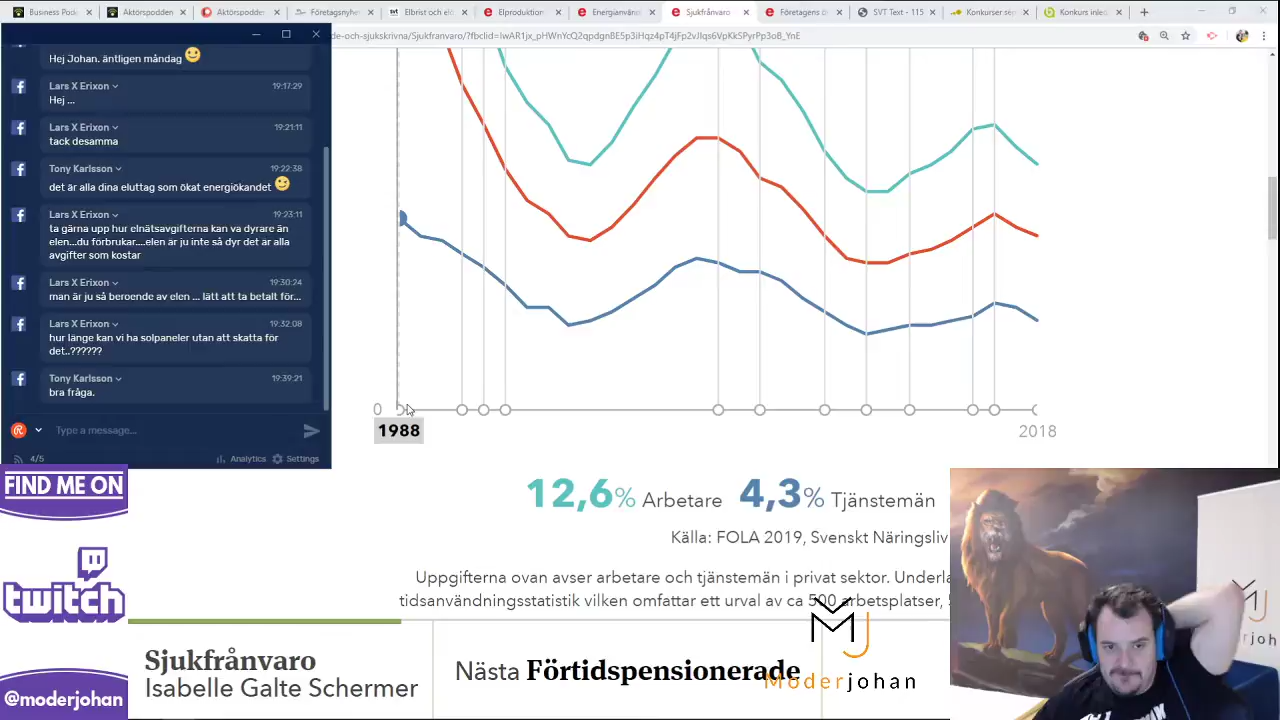 Business Pod
Aktörspodden
Aktörspodden
Företagsnyhe
svt
Elbrist och elö
Elproduktion
Energianvän
Sjukfrånvaro
Företagens
SVT Text - 115
Konkurser seg
Konkurs inled
Hej Johan. äntligen måndag
Lars X Erixon
19:17:29
Hej ...
Lars X Erixon
19:21:11
tack desamma
Tony Karlsson
19:22:38
det är alla dina eluttag som ökat energiökandet
Lars X Erixon
19:23:11
ta gärna upp hur elnätsavgifterna kan va dyrare än
elen...du förbrukar....elen är ju inte så dyr det är alla
avgifter som kostar
Lars X Erixon
19:30:24
man är ju så beroende av elen ... lätt att ta betalt för...
Lars X Erixon
19:32:08
hur länge kan vi ha solpaneler utan att skatta för
det..??????
Tony Karlsson
19:39:21
bra fråga.
Type a message...
4/5
Analytics
Settings
0
1988
2018
12,6% Arbetare 4,3% Tjänstemän
Källa: FOLA 2019, Svenskt Näringsliv
Uppgifterna ovan avser arbetare och tjänstemän i privat sektor.
tidsanvändningsstatistik vilken omfattar ett urval av ca 500 arbetsplatser,
FIND ME ON
twitch
@moderjohan
Sjukfrånvaro
Isabelle Galte Schermer
Nästa Förtidspensionerade
MJ
Moderjohan